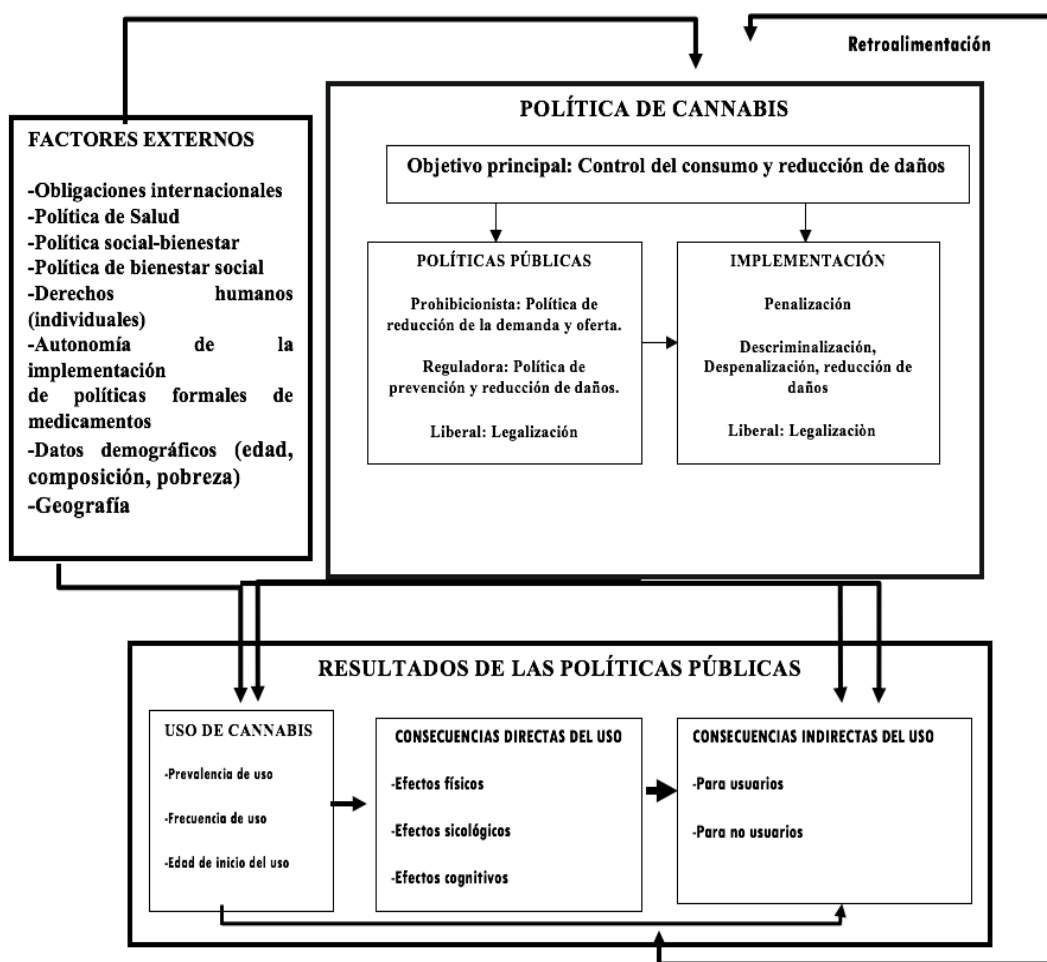 Retroalimentación
FACTORES EXTERNOS
-Obligaciones internacionales
-Política de Salud
-Política social-bienestar
-Política de bienestar social
-Derechos humanos
(individuales)
-Autonomía de la
implementación
de políticas formales de
medicamentos
-Datos demográficos (edad,
composición, pobreza)
-Geografía
POLÍTICA DE CANNABIS
Objetivo principal: Control del consumo y reducción de daños
POLÍTICAS PÚBLICAS
Prohibicionista: Política de
reducción de la demanda y oferta.
Reguladora: Política de
prevención y reducción de daños.
Liberal: Legalización
IMPLEMENTACIÓN
Penalización
Descriminalización,
Despenalización, reducción de
daños
Liberal: Legalizaciòn
RESULTADOS DE LAS POLÍTICAS PÚBLICAS
USO DE CANNABIS
-Prevalencia de uso
-Frecuencia de uso
-Edad de inicio del uso
CONSECUENCIAS DIRECTAS DEL USO
-Efectos físicos
-Efectos sicológicos
-Efectos cognitivos
CONSECUENCIAS INDIRECTAS DEL USO
-Para usuarios
-Para no usuarios